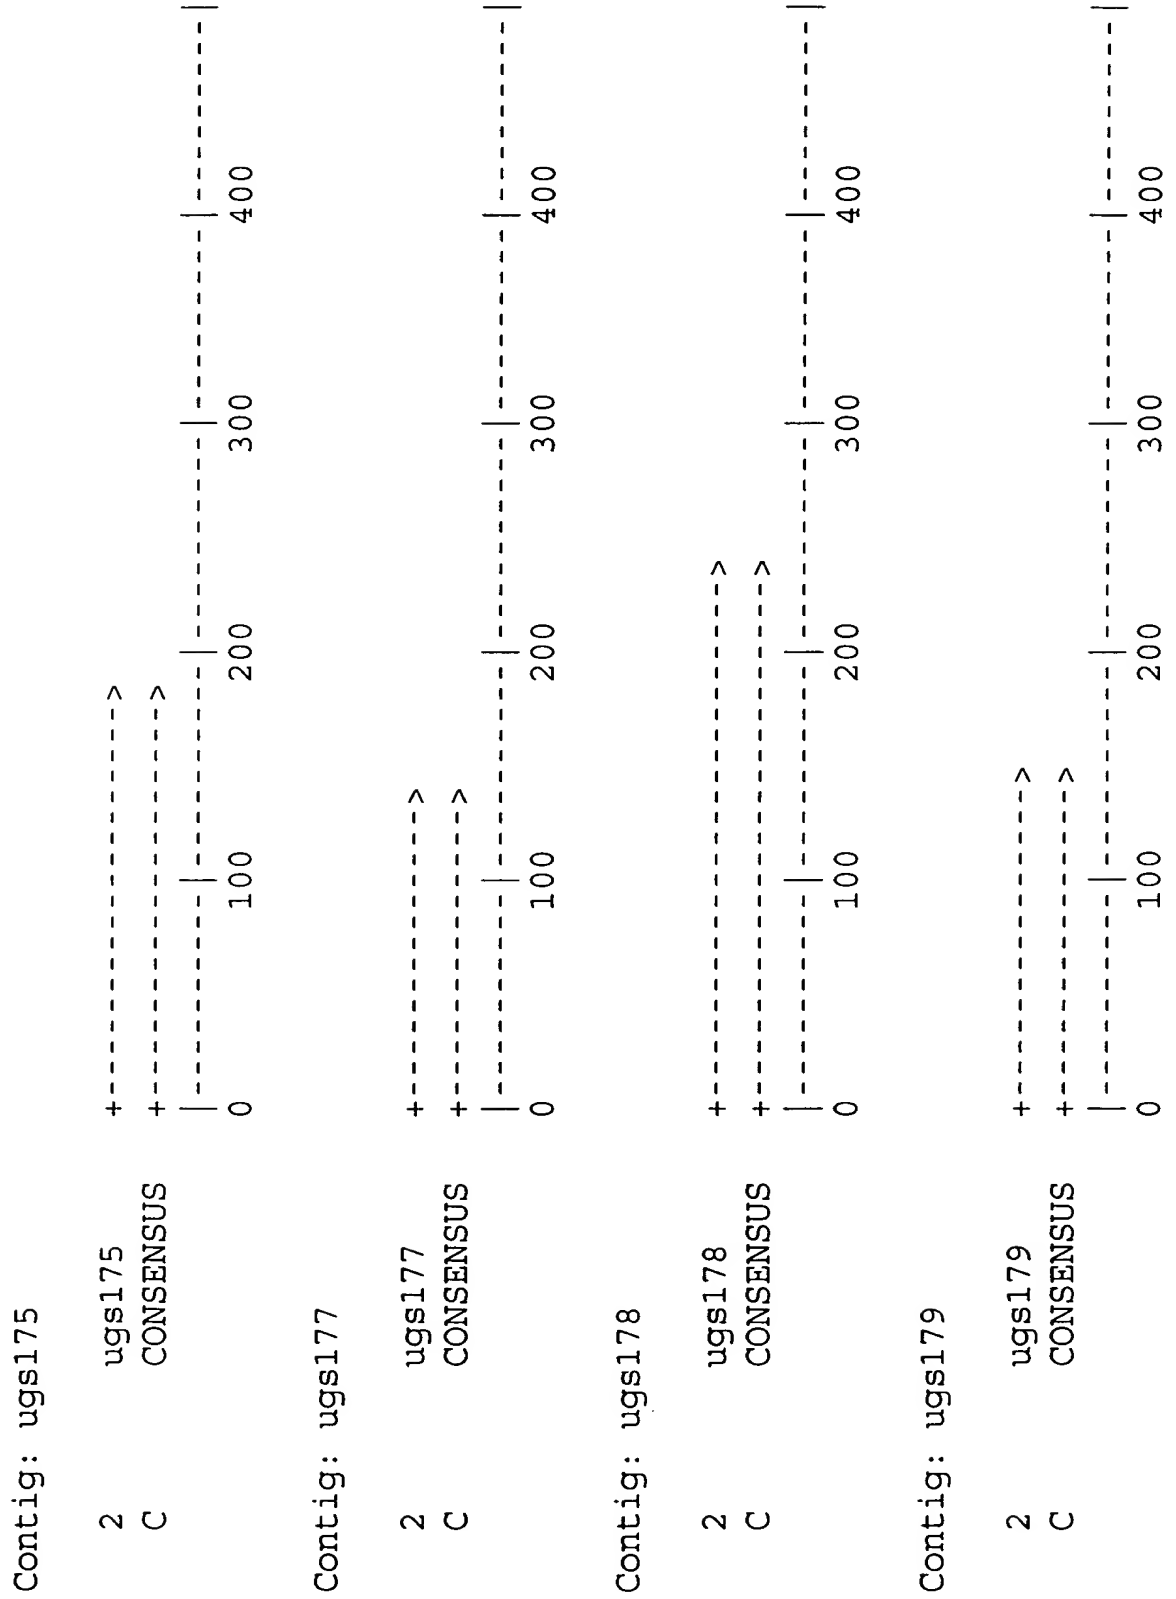 Contig: ugs175
2 ugs175 +------------------->
C CONSENSUS +------------------->
|----------|----------|----------|---------|---------|
0 100 200 300 400
Contig: ugs177
2 ugs177 +-------------->
C CONSENSUS +-------------->
|----------|----------|----------|---------|---------|
0 100 200 300 400
Contig: ugs178
2 ugs178 +------------------------->
C CONSENSUS +------------------------->
|----------|----------|----------|---------|---------|
0 100 200 300 400
Contig: ugs179
2 ugs179 +--------------->
C CONSENSUS +--------------->
|----------|----------|----------|---------|---------|
0 100 200 300 400